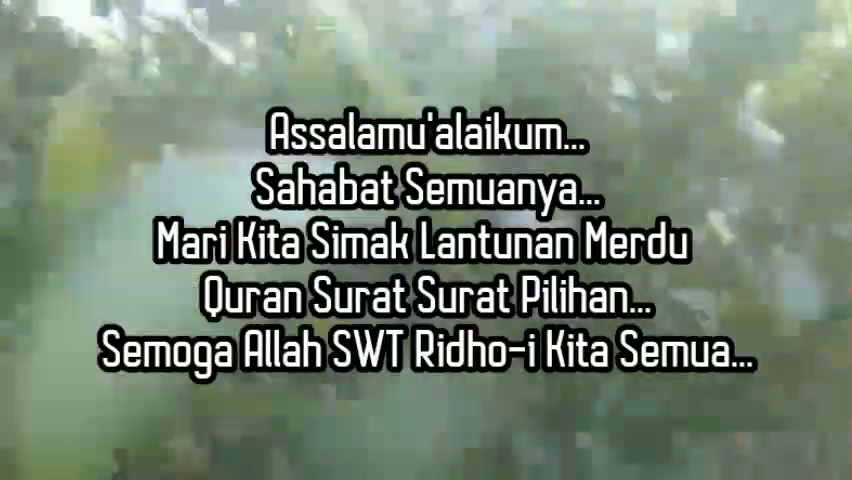 Assalamu'alaikum...
Sahabat Semuanya...
Mari Kita Simak Lantunan Merdu
Quran Surat Surat Pilihan...
Semoga Allah SWT Ridho-i Kita Semua...